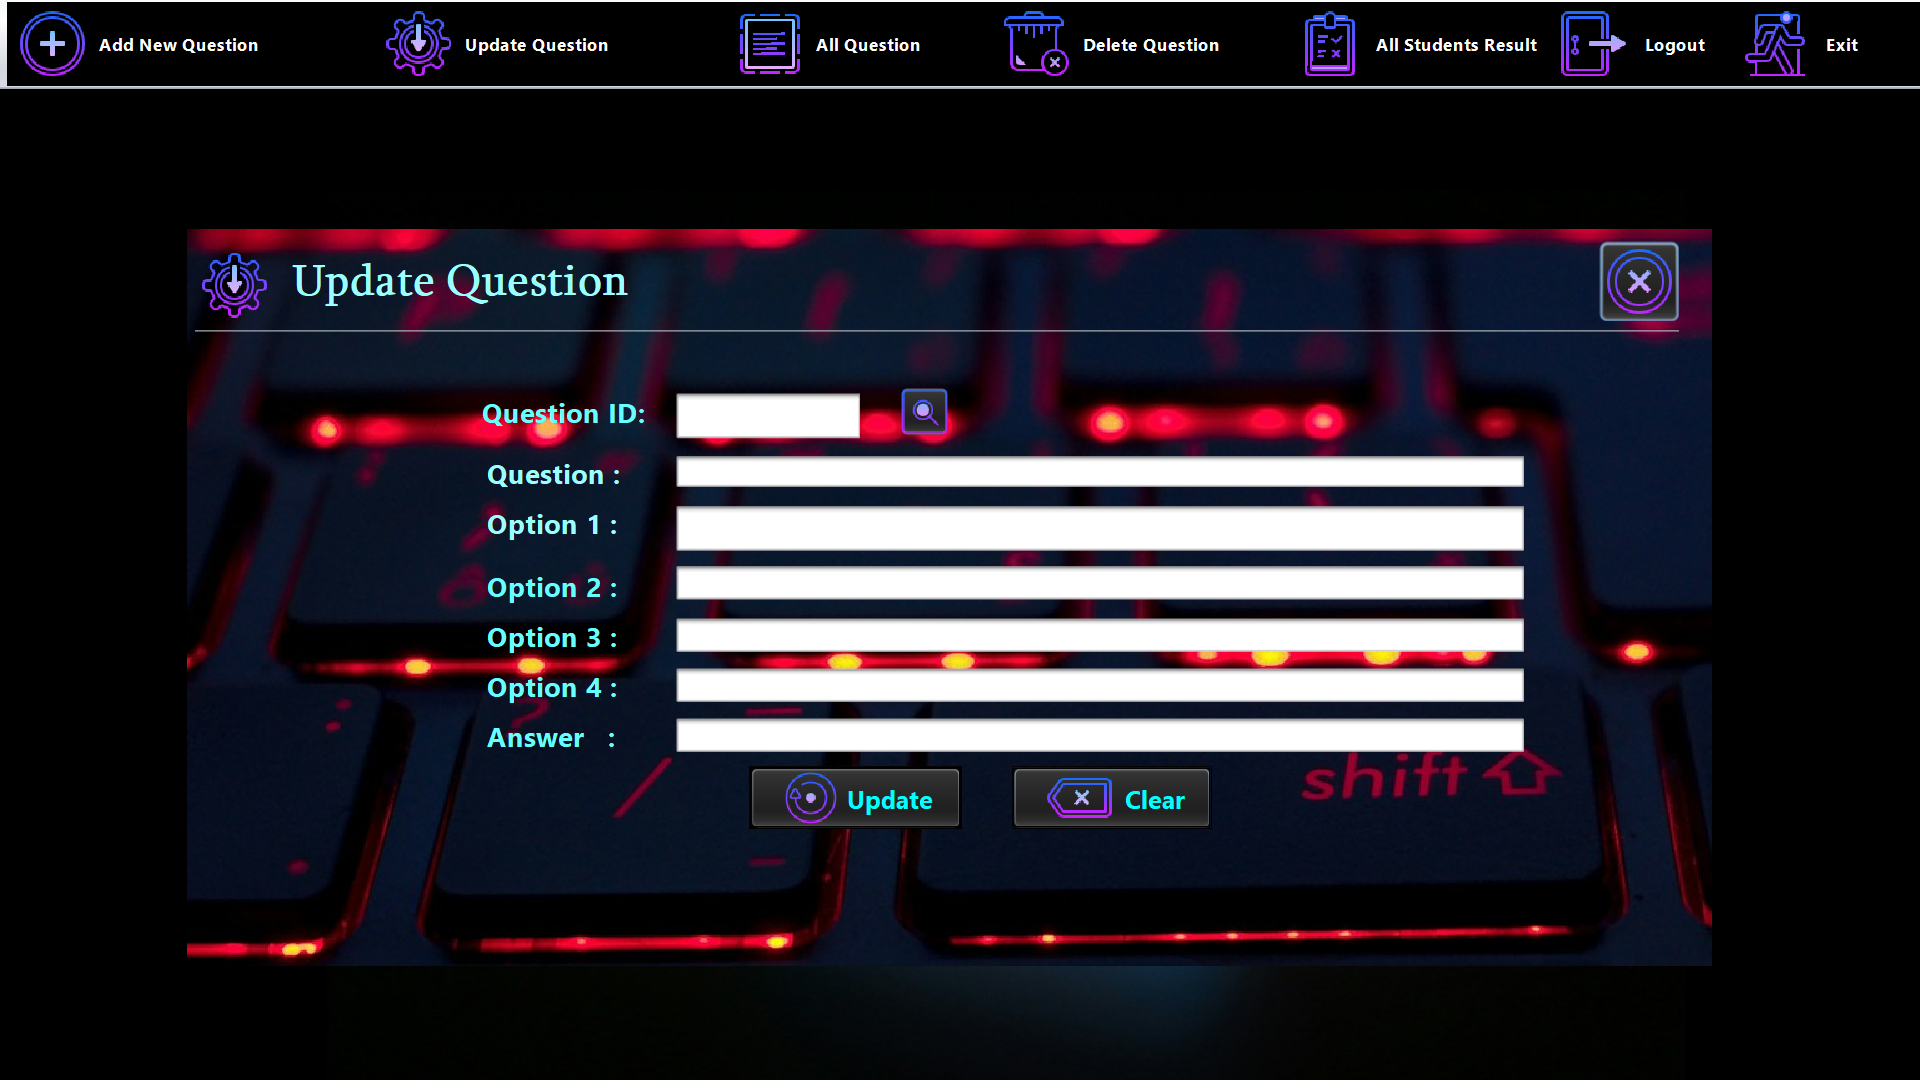 Add New Question
Update Question
All Question
Delete Question
All Students Result
Logout
Exit
Update Question
Question ID:
Question :
Option 1 :
Option 2 :
Option 3 :
Option 4 :
Answer :
Update
Clear
shift